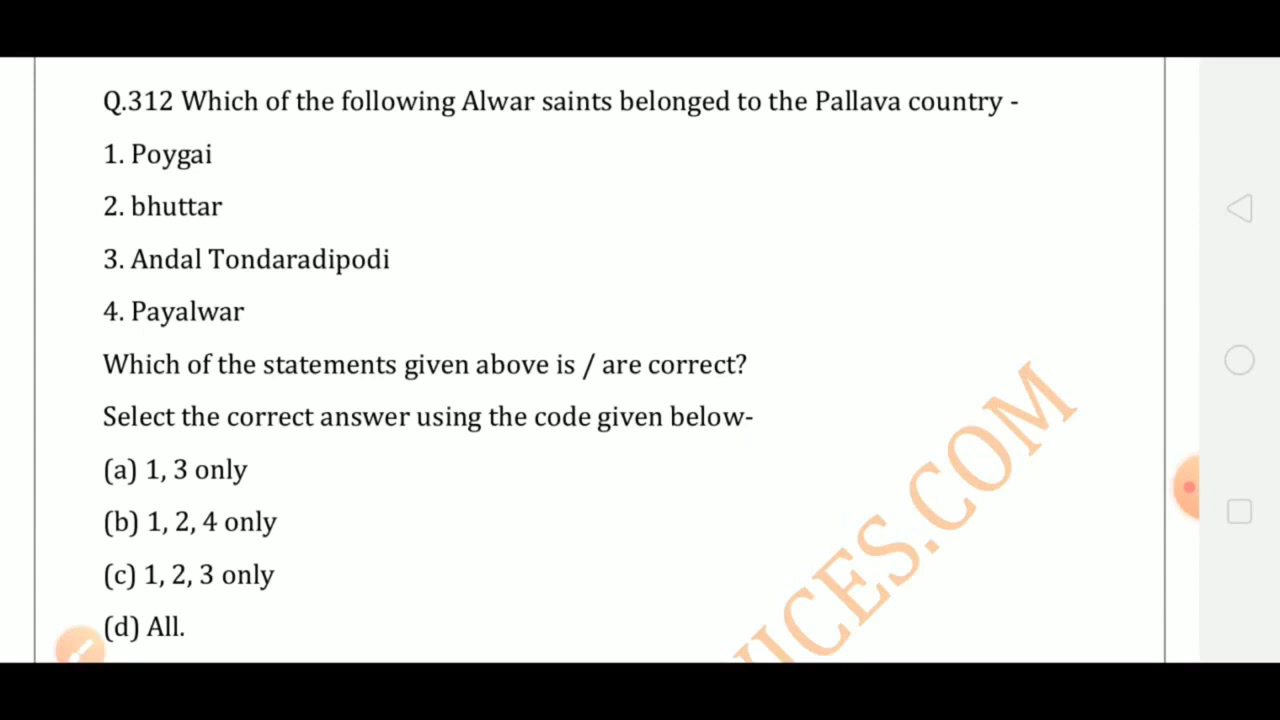 Q.312 Which of the following Alwar saints belonged to the Pallava country -
1. Poygai
2. bhuttar
3. Andal Tondaradipodi
4. Payalwar
Which of the statements given above is / are correct?
Select the correct answer using the code given below-
(a) 1, 3 only
(b) 1, 2, 4 only
(c) 1, 2, 3 only
(d) All.
ICES.COM